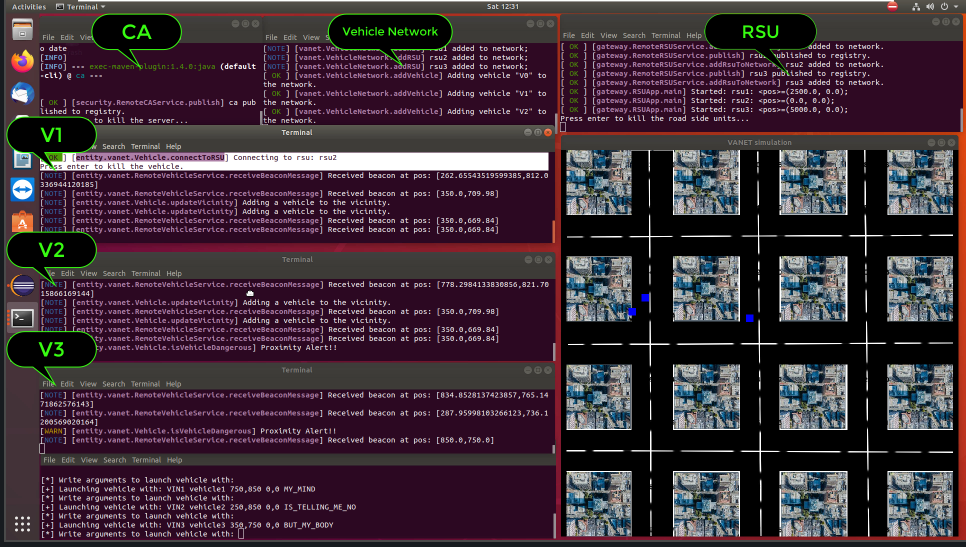 Activities Terminal Sat 12:31
CA
Vehicle Network
RSU
File Edit
o date
[INFO]
[INFO] --- exec-maven-plugin:1.4.0:java (default
-cli) @ ca ---
[ OK ] [security.RemoteCAService.publish] ca pub
lished to registry.
to kill the server...
File Edit
[NOTE] [vanet.VehicleNetwork.addRSU] rsu1 added to network;
[NOTE] [vanet.VehicleNetwork.addRSU] rsu2 added to network;
[NOTE] [vanet.VehicleNetwork.addRSU] rsu3 added to network;
[ OK ] [vanet.VehicleNetwork.addVehicle] Adding vehicle "V0" to
the network.
[ OK ] [vanet.VehicleNetwork.addVehicle] Adding vehicle "V1" to
the network.
[ OK ] [vanet.VehicleNetwork.addVehicle] Adding vehicle "V2" to
the network.
File Edit View Search Terminal Help
[ OK ] [gateway.RemoteRSUService.addRsuToNetwork] added to network.
[ OK ] [gateway.RemoteRSUService.publish] rsu2 published to registry.
[ OK ] [gateway.RemoteRSUService.addRsuToNetwork] rsu3 added to network.
[ OK ] [gateway.RemoteRSUService.publish] rsu3 published to registry.
[ OK ] [gateway.RemoteRSUService.addRsuToNetwork] rsu3 added to network.
[ OK ] [gateway.RSUApp.main] Started: rsu1: <pos>=(2500.0, 0.0);
[ OK ] [gateway.RSUApp.main] Started: rsu2: <pos>=(0.0, 0.0);
[ OK ] [gateway.RSUApp.main] Started: rsu3: <pos>=(5000.0, 0.0);
Press enter to kill the road side units...
V1
Terminal
View Search Terminal Help
OK ] [entity.vanet.Vehicle.connectToRSU] Connecting to rsu: rsu2
Press enter to kill the vehicle.
[NOTE] [entity.vanet.RemoteVehicleService.receiveBeaconMessage] Received beacon at pos: [262.65543519599385,812.0
336944120185]
[NOTE] [entity.vanet.RemoteVehicleService.receiveBeaconMessage] Received beacon at pos: [350.0,709.98]
[NOTE] [entity.vanet.Vehicle.updateVicinity] Adding a vehicle to the vicinity.
[NOTE] [entity.vanet.Vehicle.updateVicinity] Adding a vehicle to the vicinity.
[NOTE] [entity.vanet.RemoteVehicleService.receiveBeaconMessage] Received beacon at pos: [350.0,669.84]
[NOTE] [entity.vanet.RemoteVehicleService.receiveBeaconMessage] Received beacon at pos: [350.0,669.84]
V2
Terminal
File Edit View Search Terminal Help
[NOTE] [entity.vanet.RemoteVehicleService.receiveBeaconMessage] Received beacon at pos: [778.2984133830856,821.70
15866169144]
[NOTE] [entity.vanet.Vehicle.updateVicinity] Adding a vehicle to the vicinity.
[NOTE] [entity.vanet.RemoteVehicleService.receiveBeaconMessage] Received beacon at pos: [350.0,709.98]
[NOTE] [entity.vanet.Vehicle.updateVicinity] Adding a vehicle to the vicinity.
[NOTE] [entity.vanet.RemoteVehicleService.receiveBeaconMessage] Received beacon at pos: [350.0,669.84]
[NOTE] [entity.vanet.RemoteVehicleService.receiveBeaconMessage] Received beacon at pos: [350.0,669.84]
[entity.vanet.Vehicle.isVehicleDangerous] Proximity Alert!!
V3
Terminal
File Edit View Search Terminal Help
[NOTE] [entity.vanet.RemoteVehicleService.receiveBeaconMessage] Received beacon at pos: [834.8528137423857,765.14
71862576143]
[NOTE] [entity.vanet.RemoteVehicleService.receiveBeaconMessage] Received beacon at pos: [287.95998103266123,736.1
200569020164]
[WARN] [entity.vanet.Vehicle.isVehicleDangerous] Proximity Alert!!
[NOTE] [entity.vanet.RemoteVehicleService.receiveBeaconMessage] Received beacon at pos: [850.0,750.0]
File Edit View Search Terminal Help
[*] Write arguments to launch vehicle with:
[+] Launching vehicle with: VIN1 vehicle1 750,850 0,0 MY_MIND
[*] Write arguments to launch vehicle with:
[+] Launching vehicle with: VIN2 vehicle2 250,850 0,0 IS_TELLING_ME_NO
[*] Write arguments to launch vehicle with:
[+] Launching vehicle with: VIN3 vehicle3 350,750 0,0 BUT_MY_BODY
[*] Write arguments to launch vehicle with:
VANET simulation